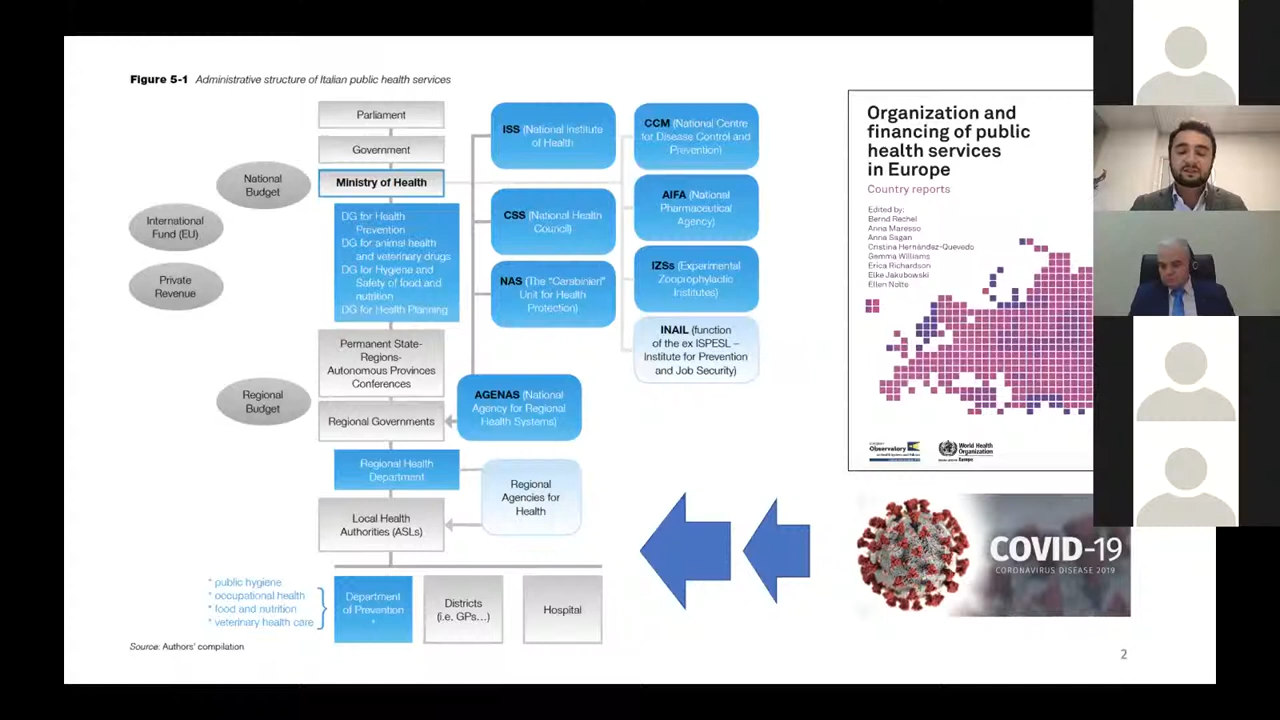 Figure 5-1 Administrative structure of Italian public health services
Parliament
Government
Ministry of Health
National
Budget
International
Fund (EU)
Private
Revenue
DG for Health
Prevention
DG for animal health
and veterinary drugs
DG for Hygiene and
Safety of food and
nutrition
DG for Health Planning
Permanent State-
Regions-
Autonomous Provinces
Conferences
Regional
Budget
Regional Governments
Regional Health
Department
Local Health
Authorities (ASLs)
ISS (National Institute
of Health
CSS (National Health
Council)
NAS (The "Carabinieri"
Unit for Health
Protection)
AGENAS (National
Agency for Regional
Health Systems)
Regional
Agencies for
Health
CCM (National Centre
for Disease Control and
Prevention)
AIFA (National
Pharmaceutical
Agency)
IZSs (Experimental
Zooprophylactic
Institutes)
INAIL (function
of the ex ISPESL –
Institute for Prevention
and Job Security)
* public hygiene
* occupational health
* food and nutrition
* veterinary health care
Department
of Prevention
*
Districts
(i.e. GPs...)
Hospital
Source: Authors' compilation
Organization and
financing of public
health services
in Europe
Country reports
Edited by:
Bernd Rechel
Anna Maresso
Anna Sagan
Cristina Hernández-Quevedo
Gemma Williams
Erica Richardson
Elke Jakubowski
Ellen Nolte
Observatory
World Health
Organization
Europe
COVID-19
CORONAVIRUS DISEASE 2019
2